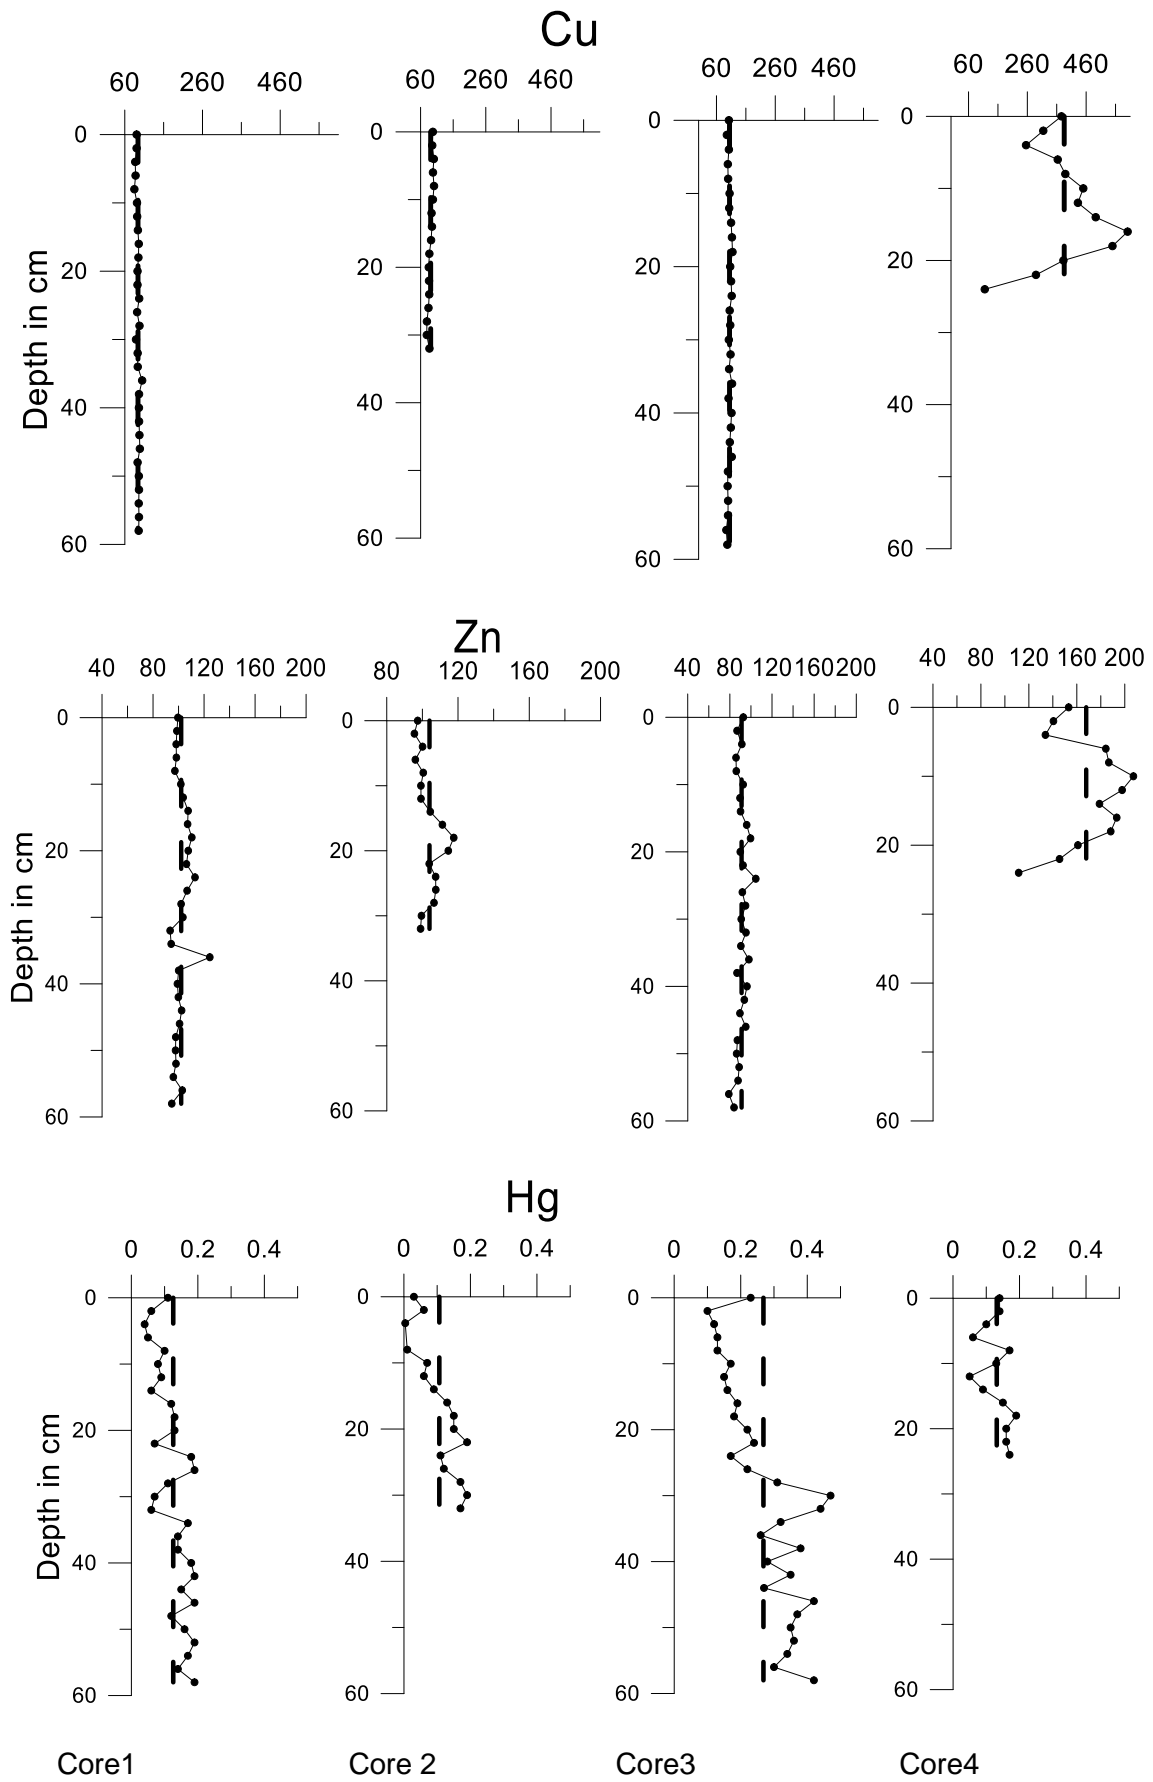 Cu
60 260 460 60 260 460 60 260 460 60 260 460
0 0 0 0
20 20 20 20
40 40 40 40
60 60 60 60
Depth in cm
Zn
40 80 120 160 200 80 120 160 200 40 80 120 160 200 40 80 120 160 200
0 0 0 0
20 20 20 20
40 40 40 40
60 60 60 60
Depth in cm
Hg
0 0.2 0.4 0 0.2 0.4 0 0.2 0.4 0 0.2 0.4
0 0 0 0
20 20 20 20
40 40 40 40
60 60 60 60
Depth in cm
Core1 Core 2 Core3 Core4